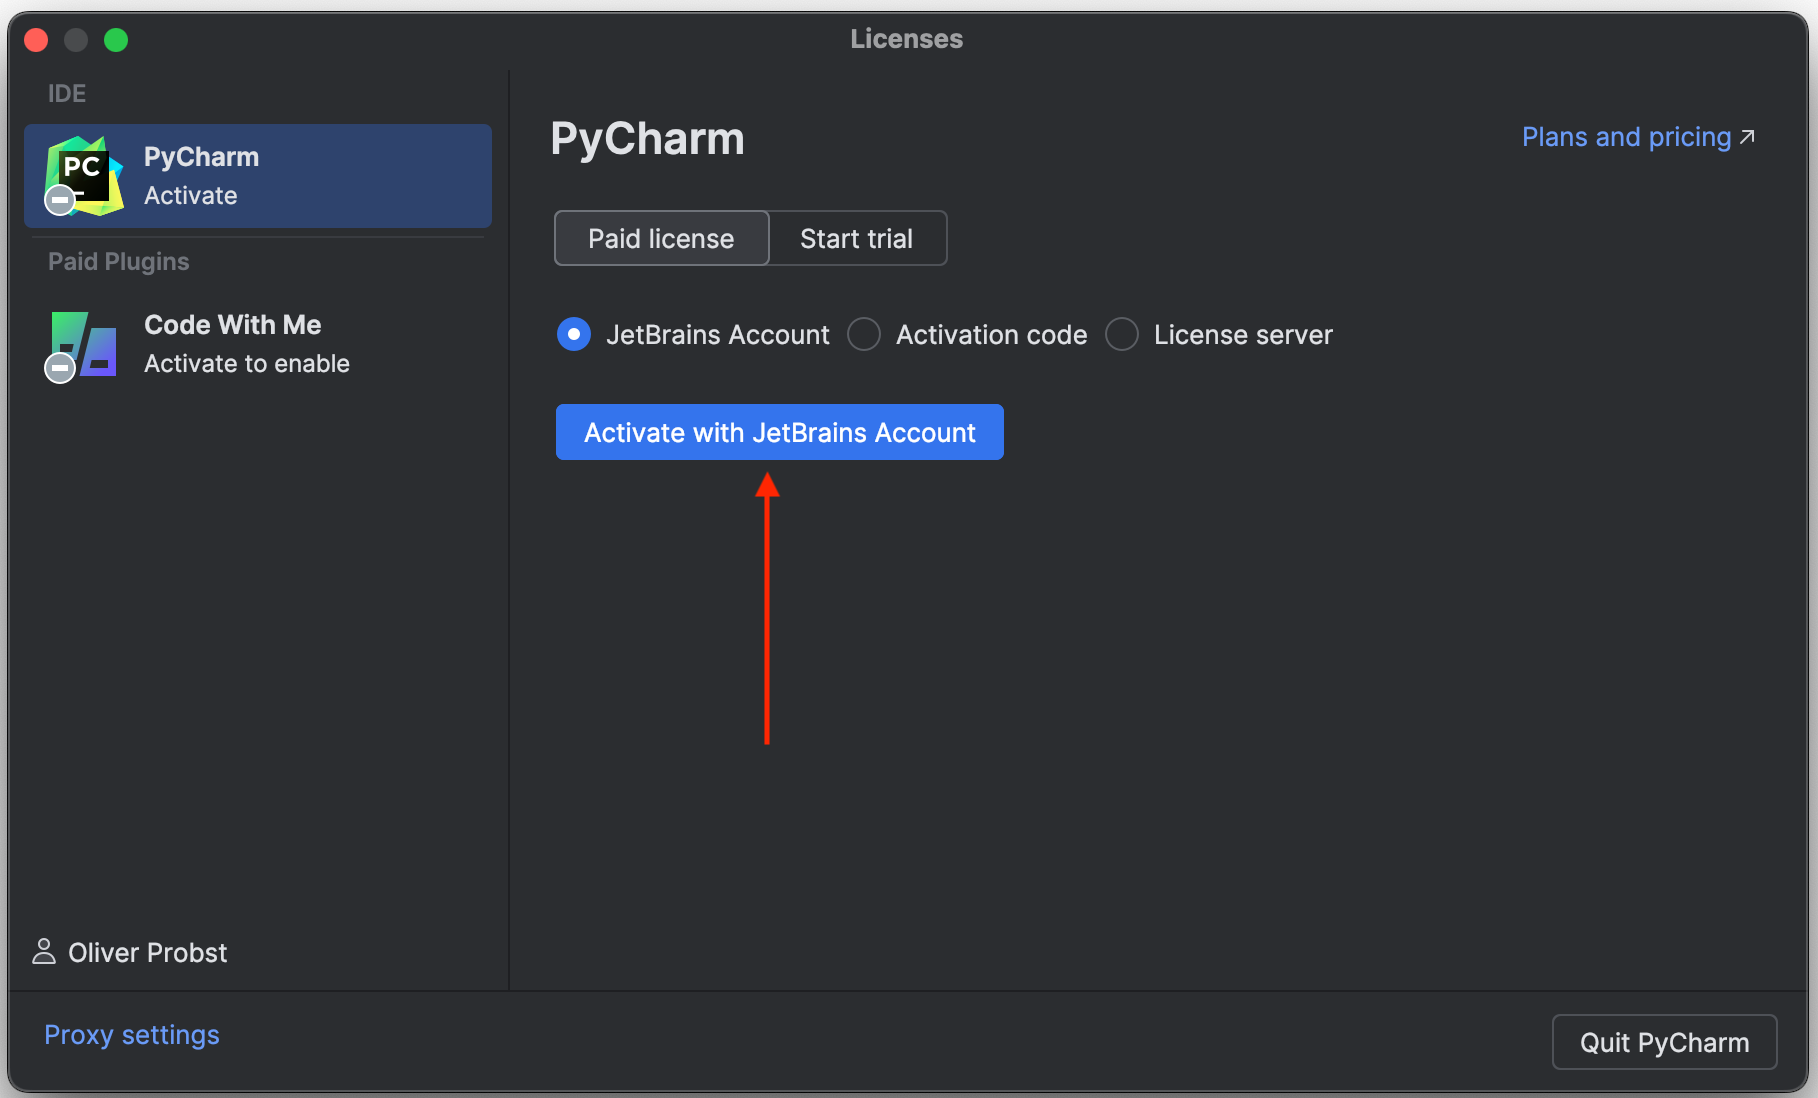 Licenses
IDE
PC
PyCharm
Activate
Paid Plugins
Code With Me
Activate to enable
Oliver Probst
PyCharm
Plans and pricing
Paid license
Start trial
JetBrains Account
Activation code
License server
Activate with JetBrains Account
Proxy settings
Quit PyCharm